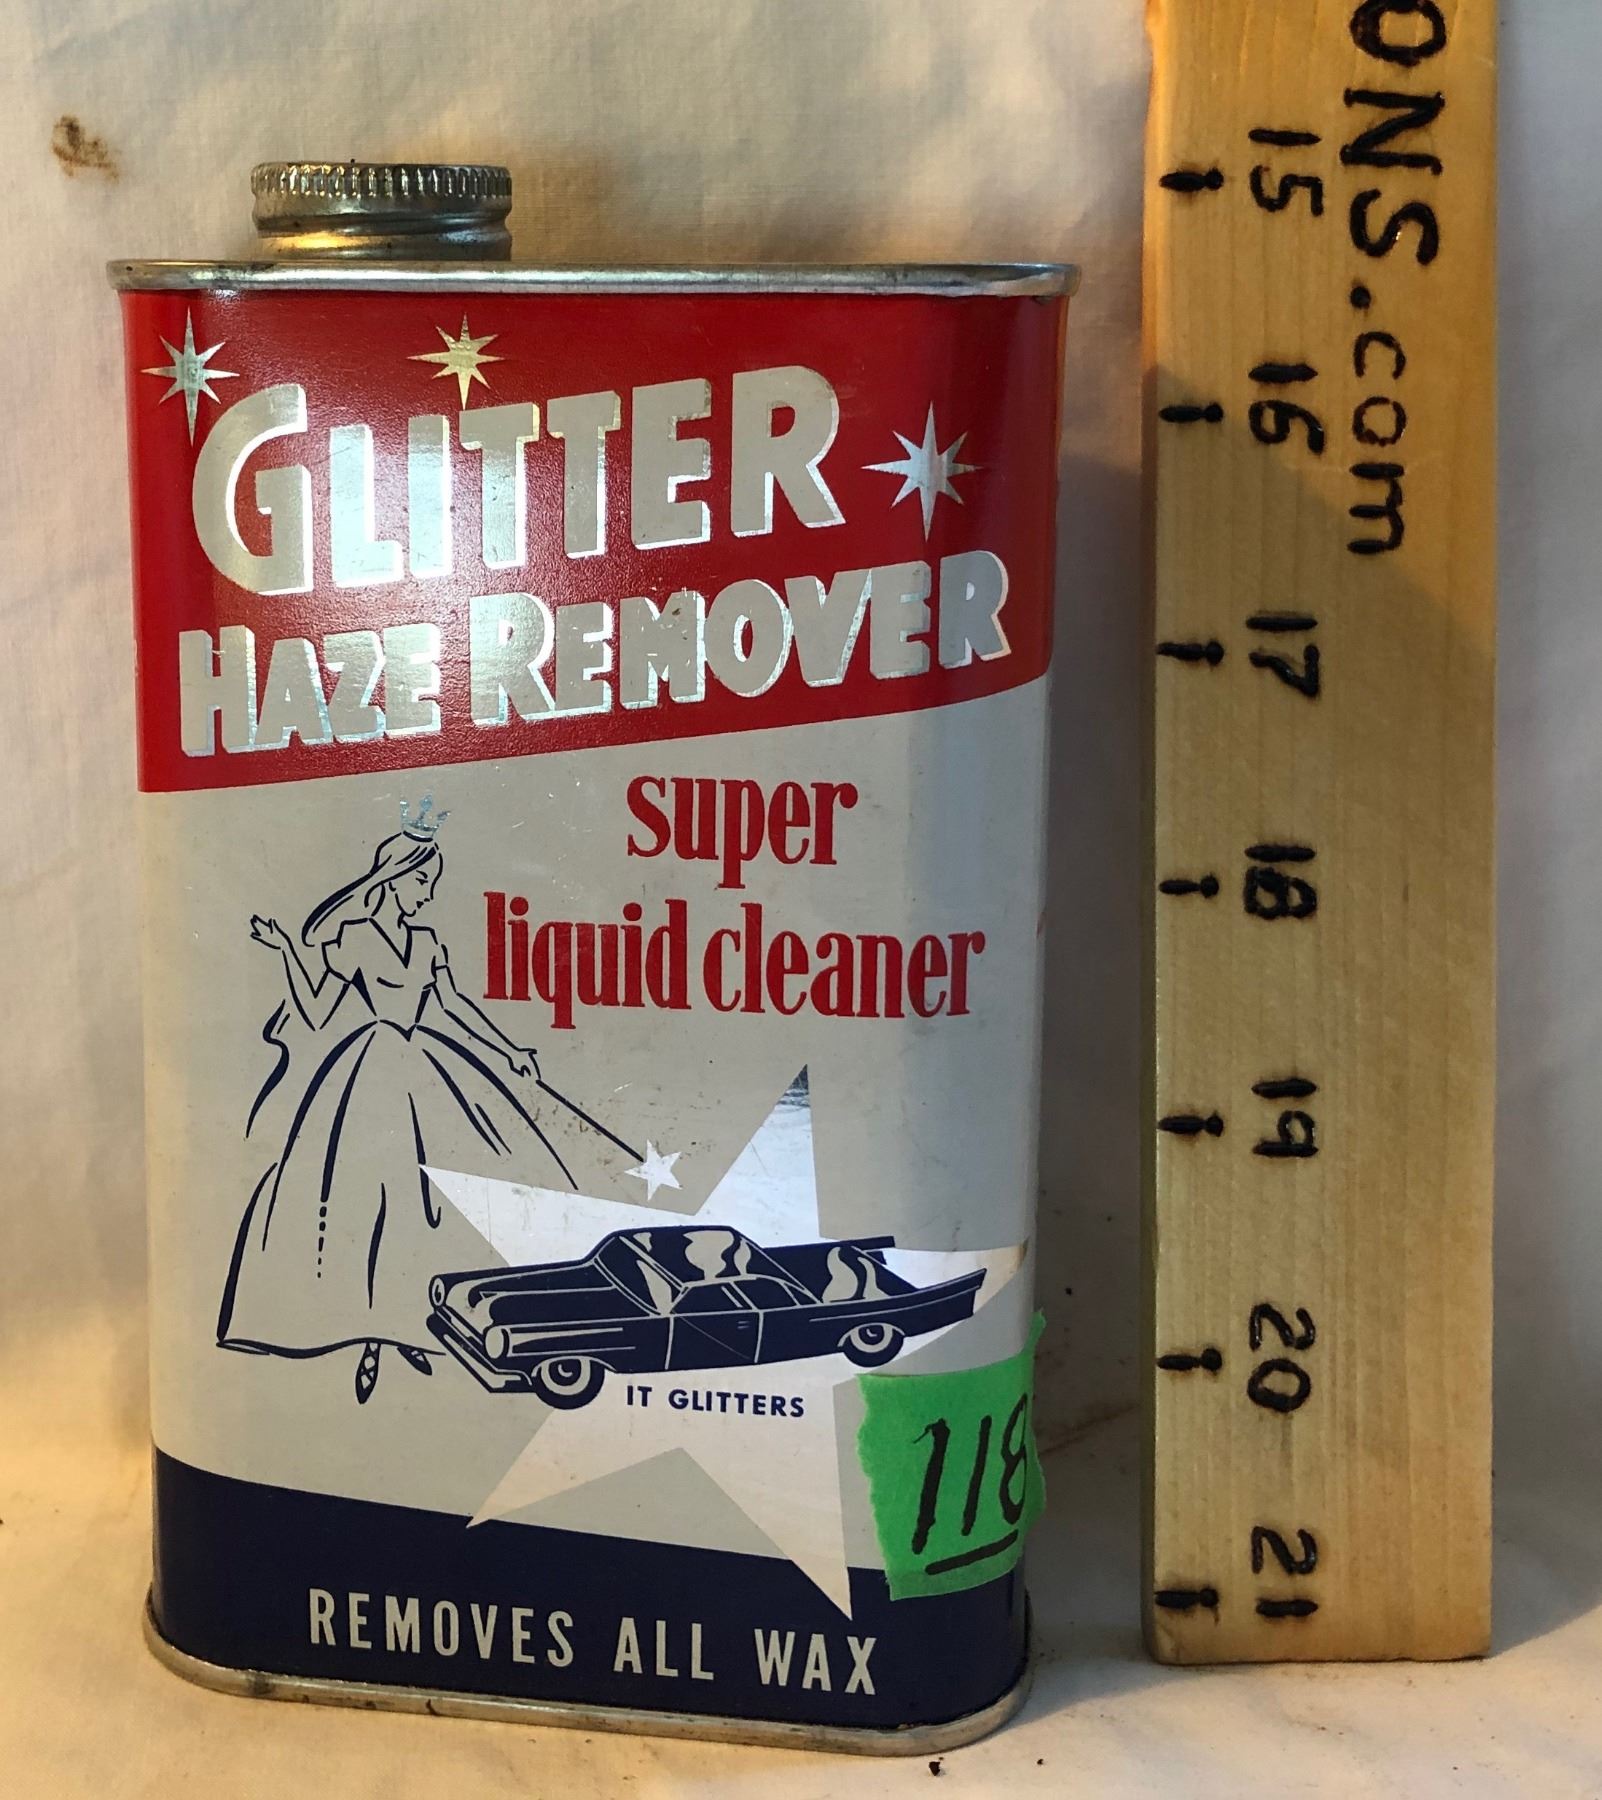 GLITTER
HAZE REMOVER
super
liquid cleaner
IT GLITTERS
118
REMOVES ALL WAX
ONS.com
15
16
17
18
19
20
21